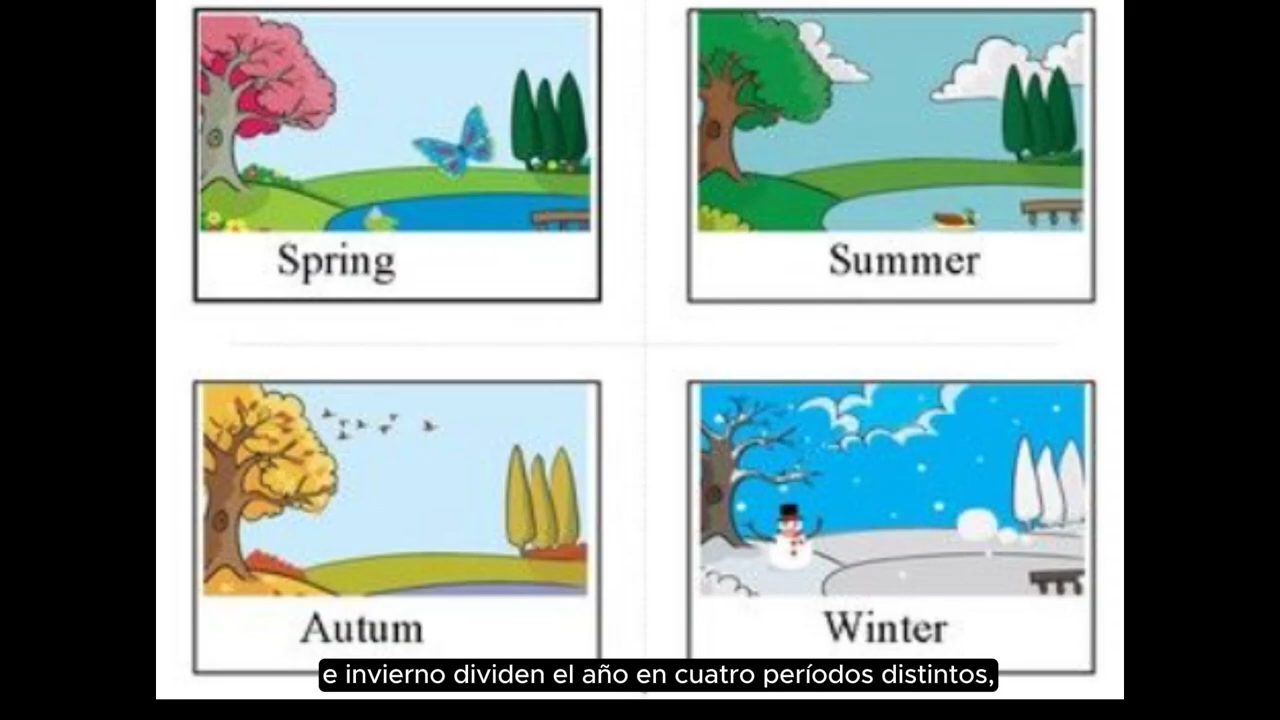 Spring
Summer
Autum
Winter
e invierno dividen el año en cuatro períodos distintos,